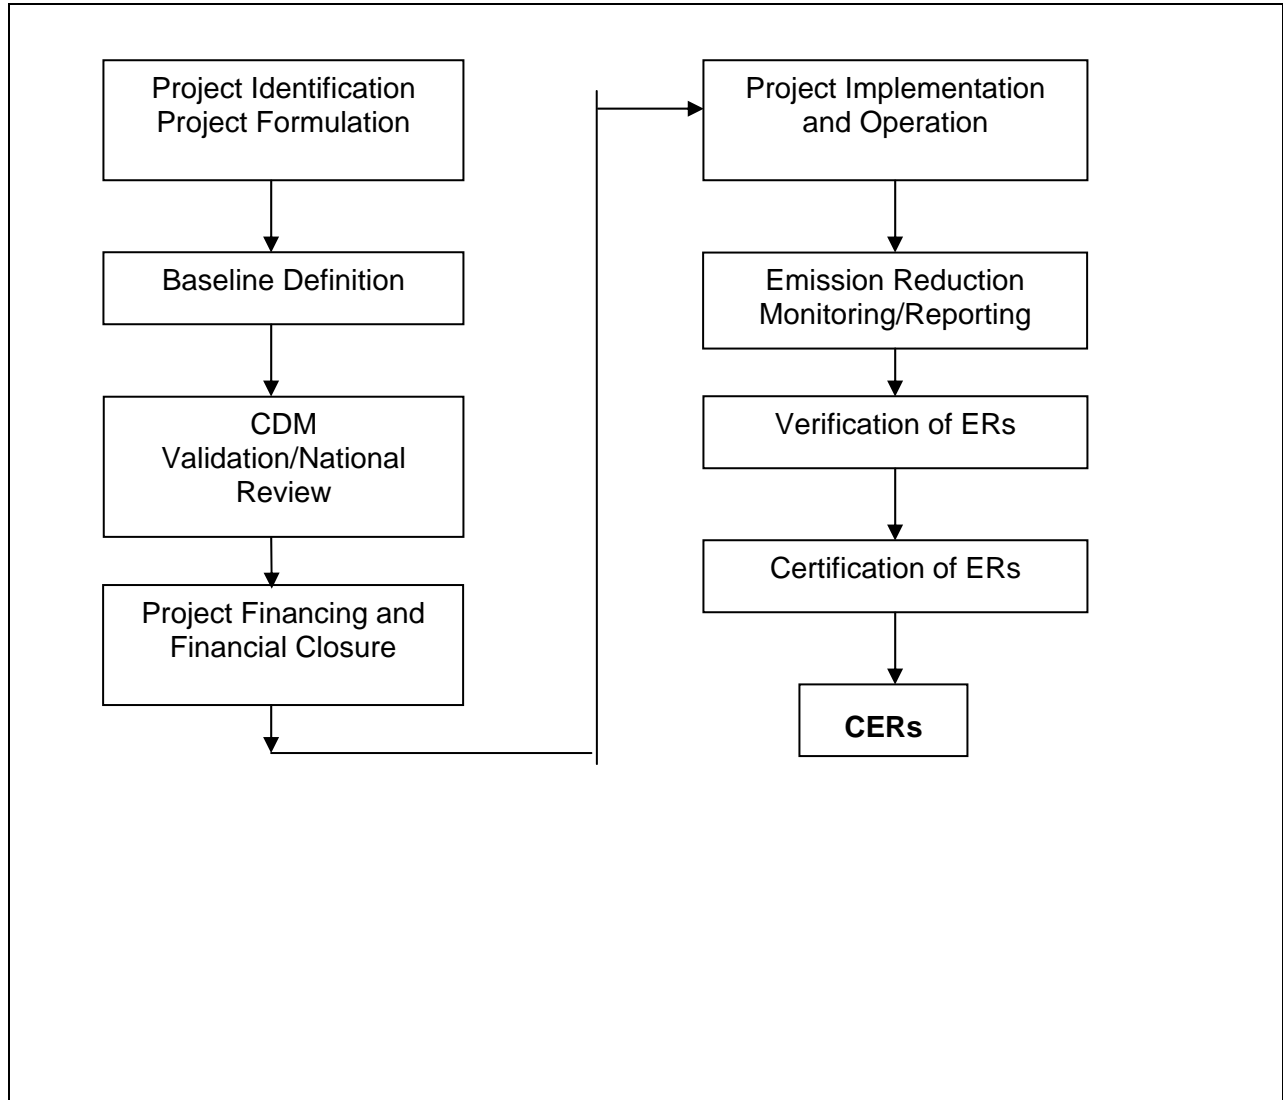 Project Identification
Project Formulation
Baseline Definition
CDM
Validation/National
Review
Project Financing and
Financial Closure
Project Implementation
and Operation
Emission Reduction
Monitoring/Reporting
Verification of ERs
Certification of ERs
CERs